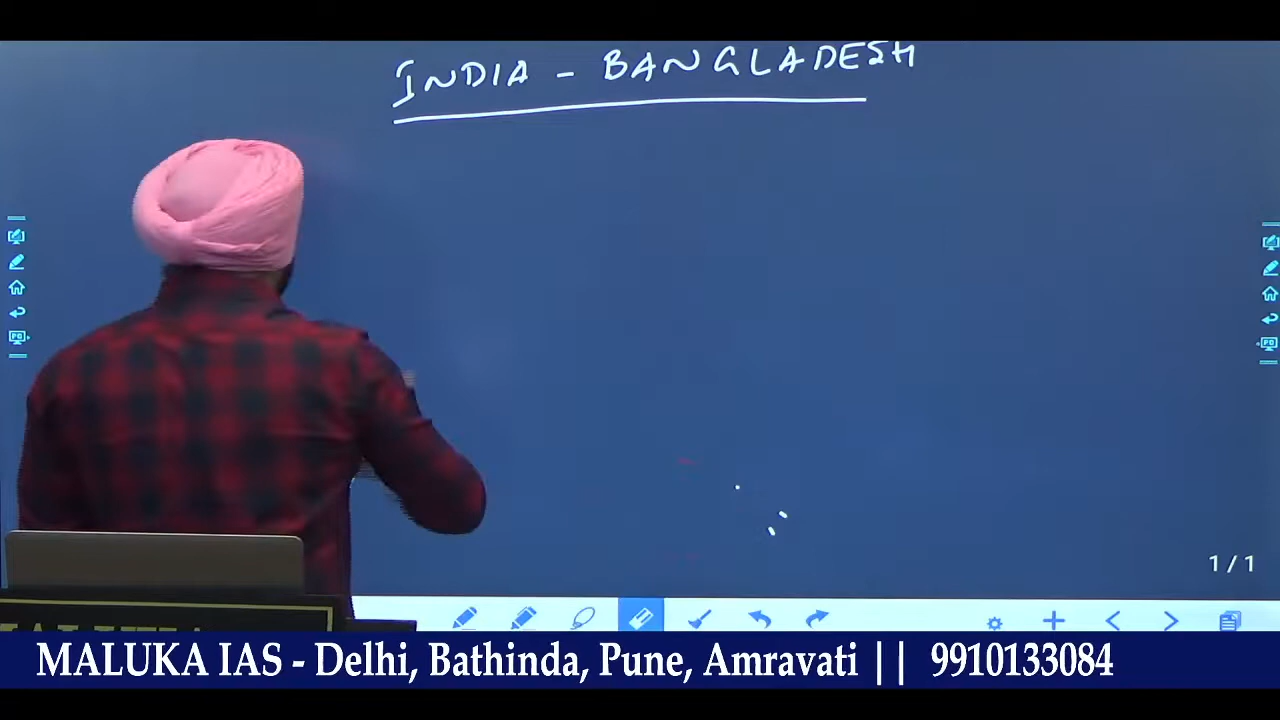 INDIA - BANGLADESH
1 / 1
MALUKA IAS - Delhi, Bathinda, Pune, Amravati || 9910133084